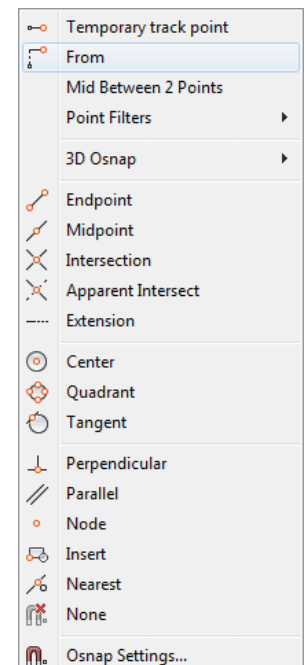 Temporary track point
From
Mid Between 2 Points
Point Filters
3D Osnap
Endpoint
Midpoint
Intersection
Apparent Intersect
Extension
Center
Quadrant
Tangent
Perpendicular
Parallel
Node
Insert
Nearest
None
Osnap Settings...